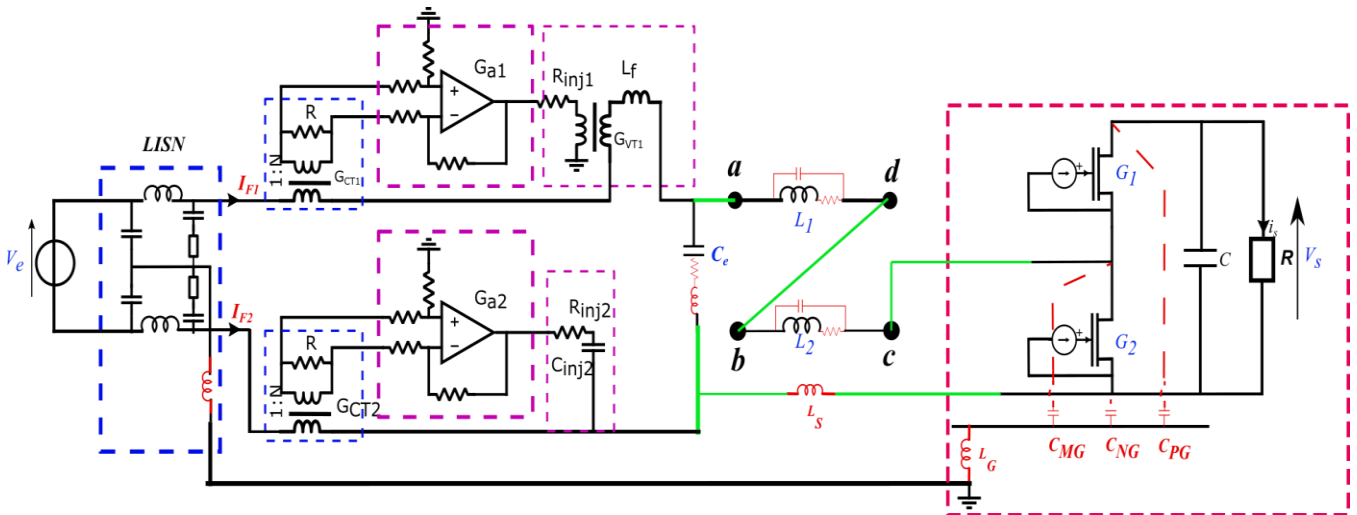 Ga1
Rinj1
Lf
R
GVT1
LISN
1:N
GCT1
IF1
a
d
L1
G1
Ve
Ce
is
C
R
Vs
Ga2
Rinj2
IF2
R
Cinj2
b
L2
c
G2
1:N
GCT2
LS
LG
CMG
CNG
CPG